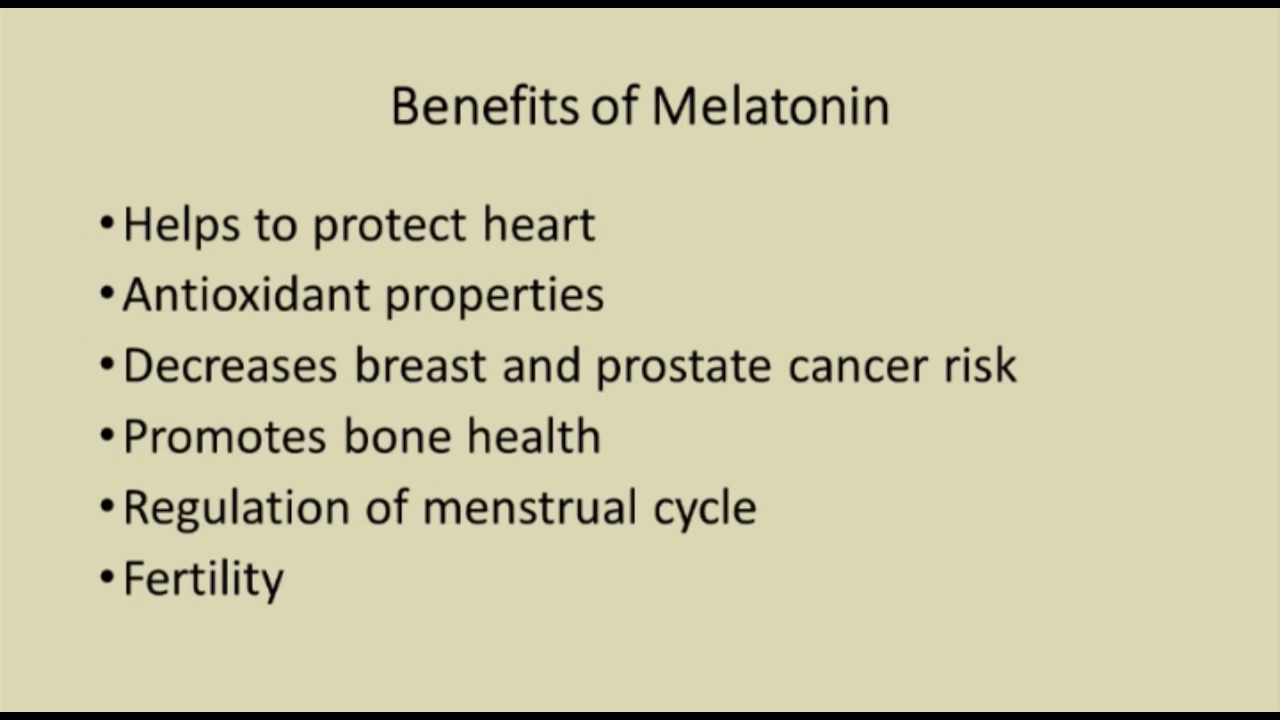 Benefits of Melatonin
•Helps to protect heart
•Antioxidant properties
•Decreases breast and prostate cancer risk
•Promotes bone health
•Regulation of menstrual cycle
•Fertility